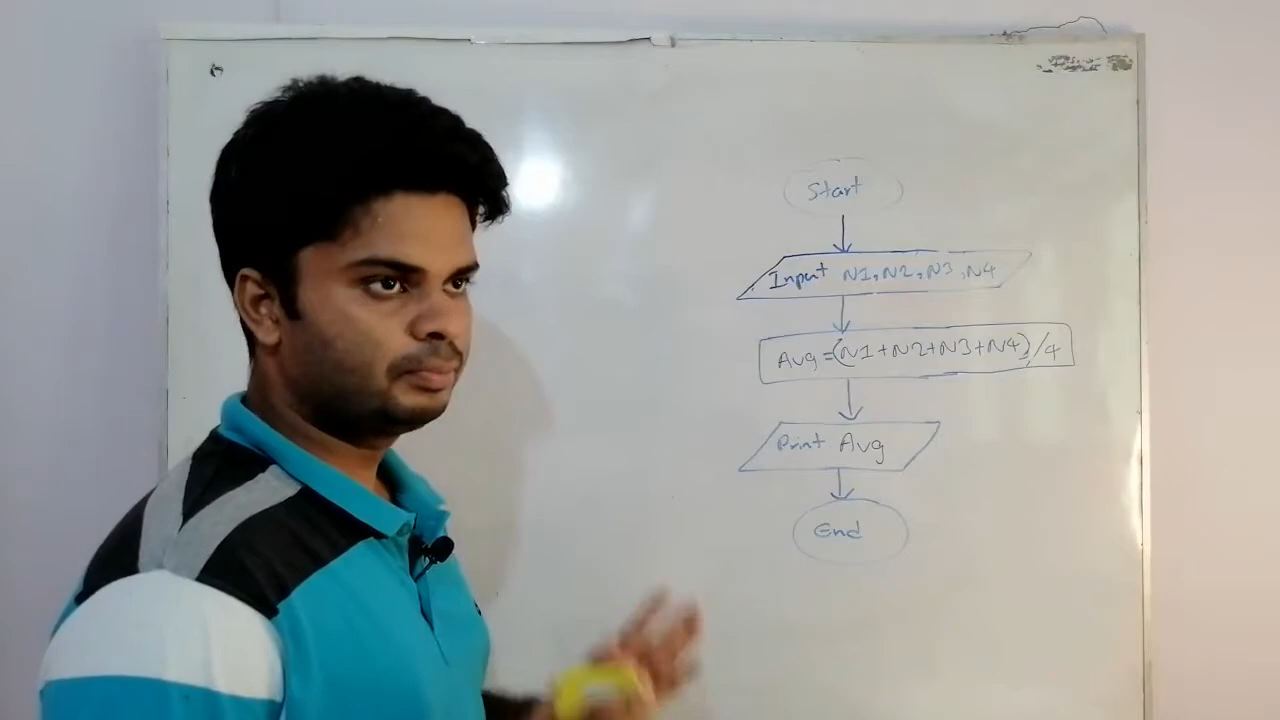 Start
Input N1,N2,N3,N4
Avg=(N1+N2+N3+N4)/4
Print Avg
End